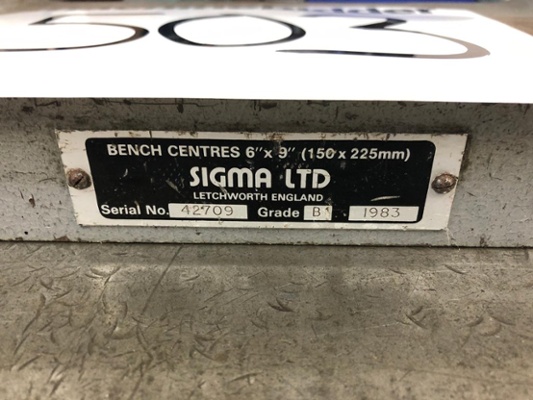 503
BENCH CENTRES 6"x 9" (150 x 225mm)
SIGMA LTD
LETCHWORTH ENGLAND
Serial No. 42709 Grade B 1983